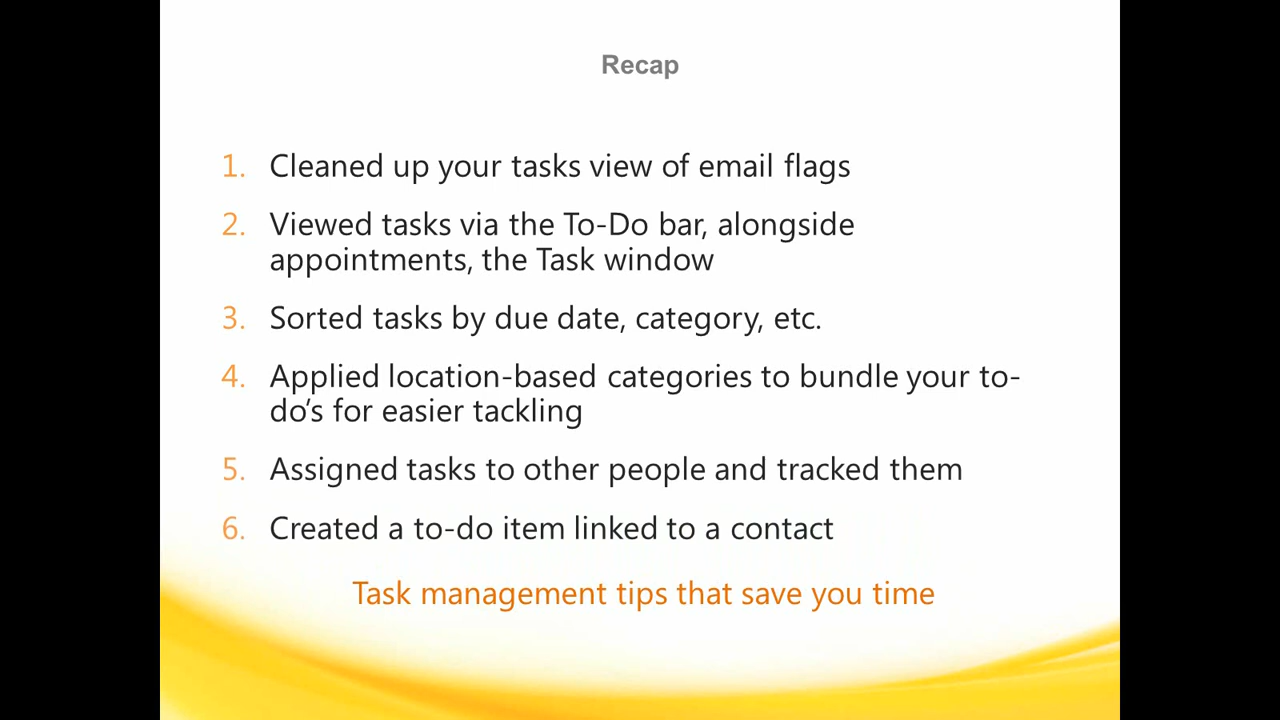 Recap
1. Cleaned up your tasks view of email flags
2. Viewed tasks via the To-Do bar, alongside
appointments, the Task window
3. Sorted tasks by due date, category, etc.
4. Applied location-based categories to bundle your to-
do's for easier tackling
5. Assigned tasks to other people and tracked them
6. Created a to-do item linked to a contact
Task management tips that save you time